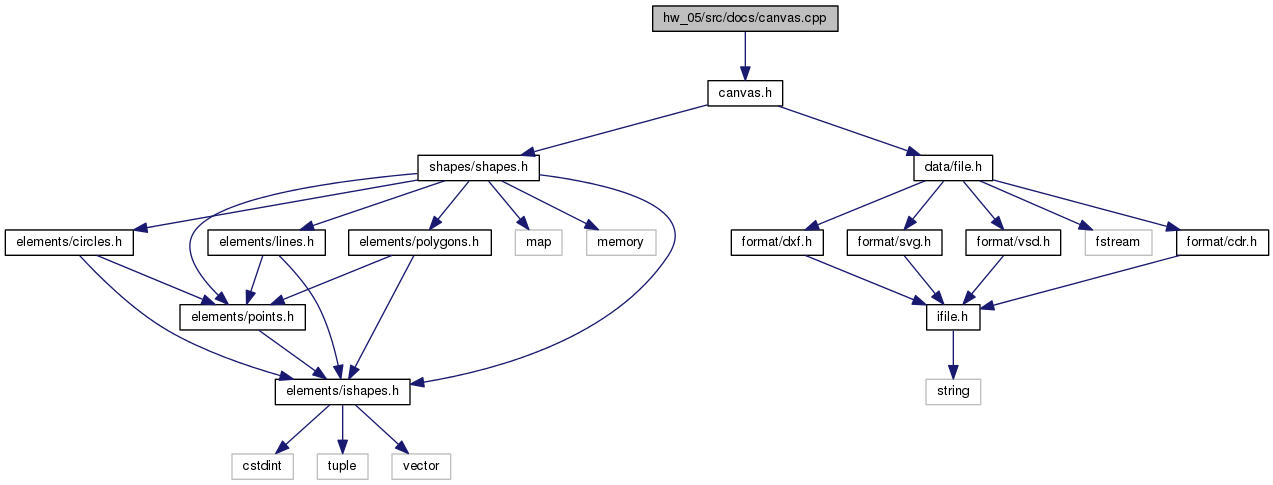 hw_05/src/docs/canvas.cpp
canvas.h
shapes/shapes.h
data/file.h
elements/circles.h
elements/lines.h
elements/polygons.h
map
memory
format/dxf.h
format/svg.h
format/vsd.h
fstream
format/cdr.h
elements/points.h
ifile.h
elements/ishapes.h
string
cstdint
tuple
vector